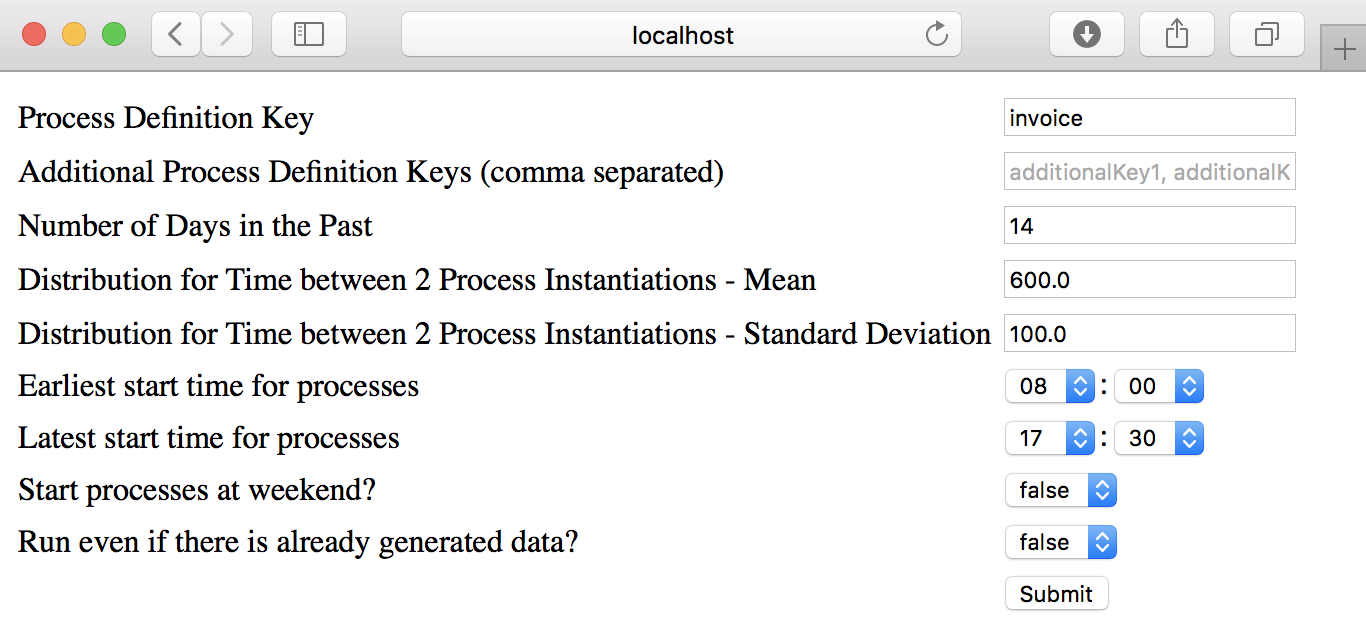 localhost
Process Definition Key invoice
Additional Process Definition Keys (comma separated) additionalKey1, additionalK
Number of Days in the Past 14
Distribution for Time between 2 Process Instantiations - Mean 600.0
Distribution for Time between 2 Process Instantiations - Standard Deviation 100.0
Earliest start time for processes 08 : 00
Latest start time for processes 17 : 30
Start processes at weekend? false
Run even if there is already generated data? false
Submit